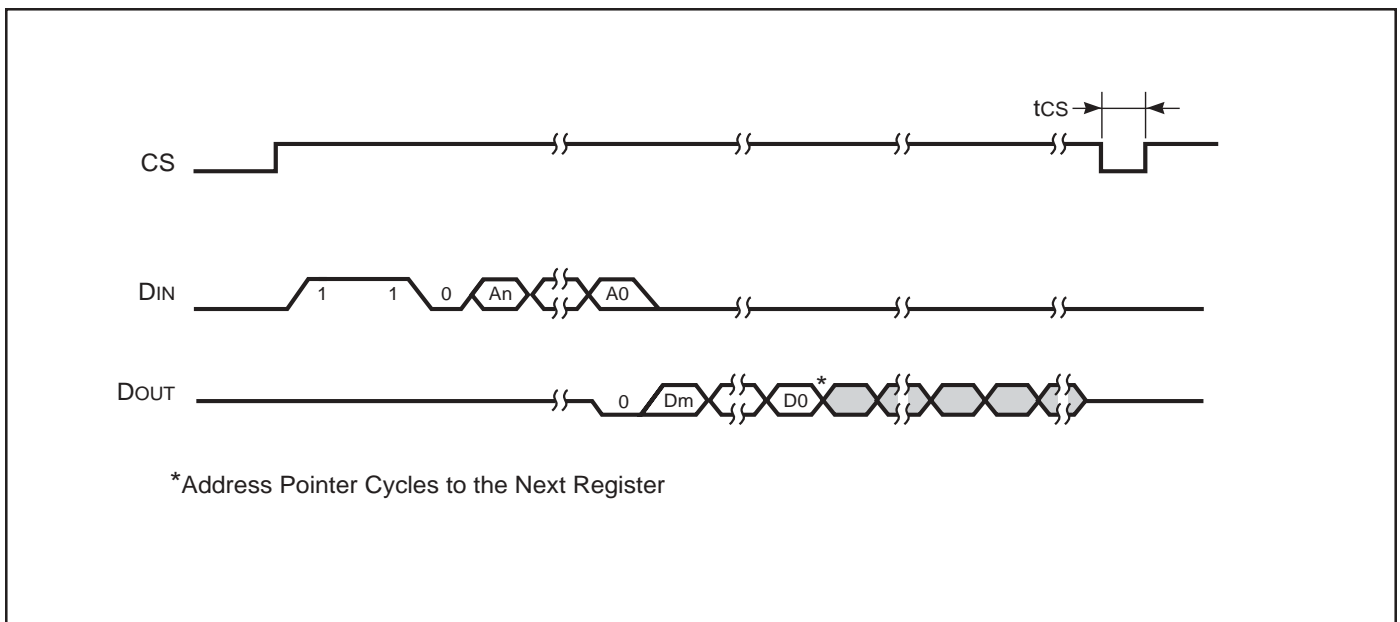 tCS
CS
DIN 1 1 0 An A0
DOUT 0 Dm D0 *
*Address Pointer Cycles to the Next Register